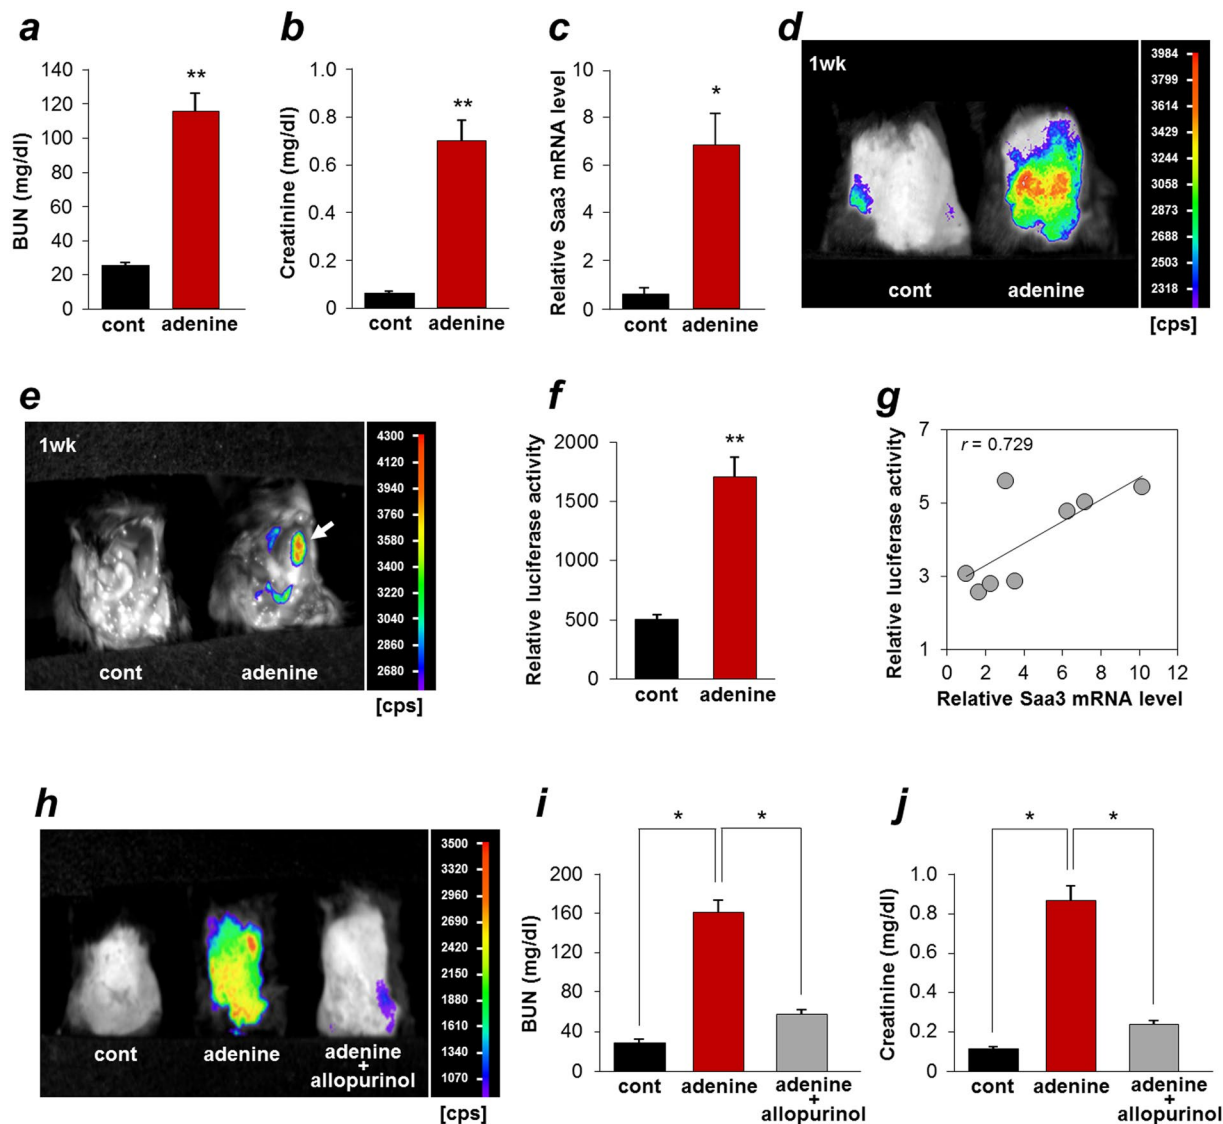 a
BUN (mg/dl)
140
120
100
80
60
40
20
0
**
cont
adenine
b
Creatinine (mg/dl)
1.0
0.8
0.6
0.4
0.2
0
**
cont
adenine
c
Relative Saa3 mRNA level
10
8
6
4
2
0
*
cont
adenine
d
1wk
cont
adenine
3984
3799
3614
3429
3244
3058
2873
2688
2503
2318
[cps]
e
1wk
cont
adenine
4300
4120
3940
3760
3580
3400
3220
3040
2860
2680
[cps]
f
Relative luciferase activity
2000
1500
1000
500
0
**
cont
adenine
g
Relative luciferase activity
7
5
3
1
r = 0.729
0
2
4
6
8
10
12
Relative Saa3 mRNA level
h
cont
adenine
adenine
+
allopurinol
3500
3320
2960
2690
2420
2150
1880
1610
1340
1070
[cps]
i
BUN (mg/dl)
200
160
120
80
40
0
*
*
cont
adenine
adenine
+
allopurinol
j
Creatinine (mg/dl)
1.0
0.8
0.6
0.4
0.2
0
*
*
cont
adenine
adenine
+
allopurinol